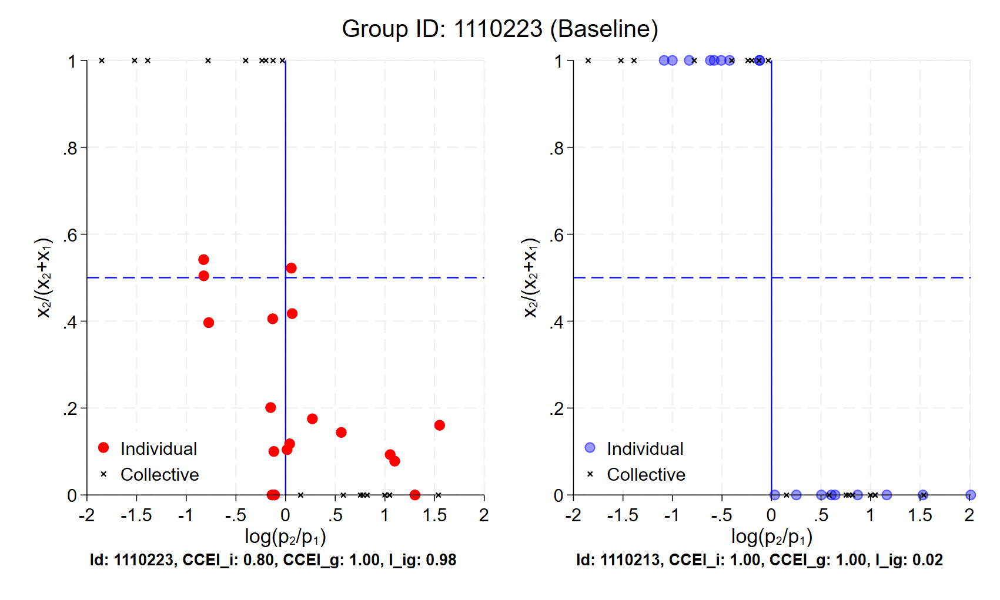 Group ID: 1110223 (Baseline)
1
.8
.6
.4
.2
0
x₂/(x₂+x₁)
Individual
Collective
-2 -1.5 -1 -.5 0 .5 1 1.5 2
log(p₂/p₁)
Id: 1110223, CCEI_i: 0.80, CCEI_g: 1.00, I_ig: 0.98
1
.8
.6
.4
.2
0
x₂/(x₂+x₁)
Individual
Collective
-2 -1.5 -1 -.5 0 .5 1 1.5 2
log(p₂/p₁)
Id: 1110213, CCEI_i: 1.00, CCEI_g: 1.00, I_ig: 0.02